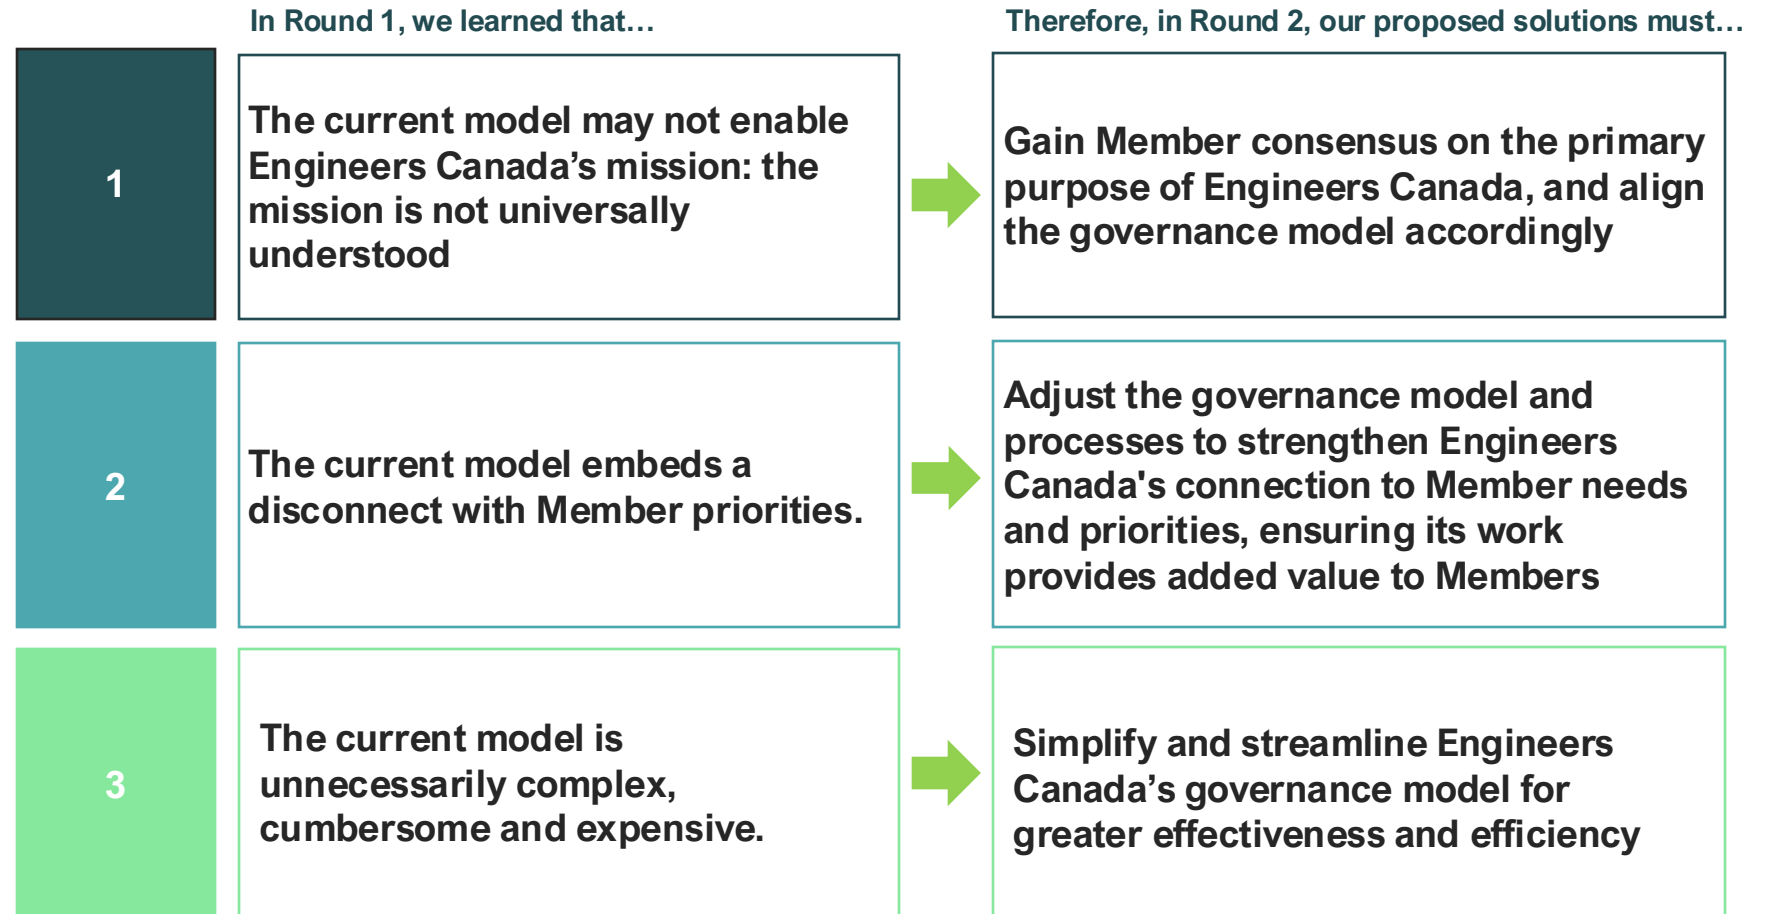 In Round 1, we learned that…
Therefore, in Round 2, our proposed solutions must…
1
The current model may not enable
Engineers Canada’s mission: the
mission is not universally
understood
Gain Member consensus on the primary
purpose of Engineers Canada, and align
the governance model accordingly
2
The current model embeds a
disconnect with Member priorities.
Adjust the governance model and
processes to strengthen Engineers
Canada's connection to Member needs
and priorities, ensuring its work
provides added value to Members
3
The current model is
unnecessarily complex,
cumbersome and expensive.
Simplify and streamline Engineers
Canada’s governance model for
greater effectiveness and efficiency